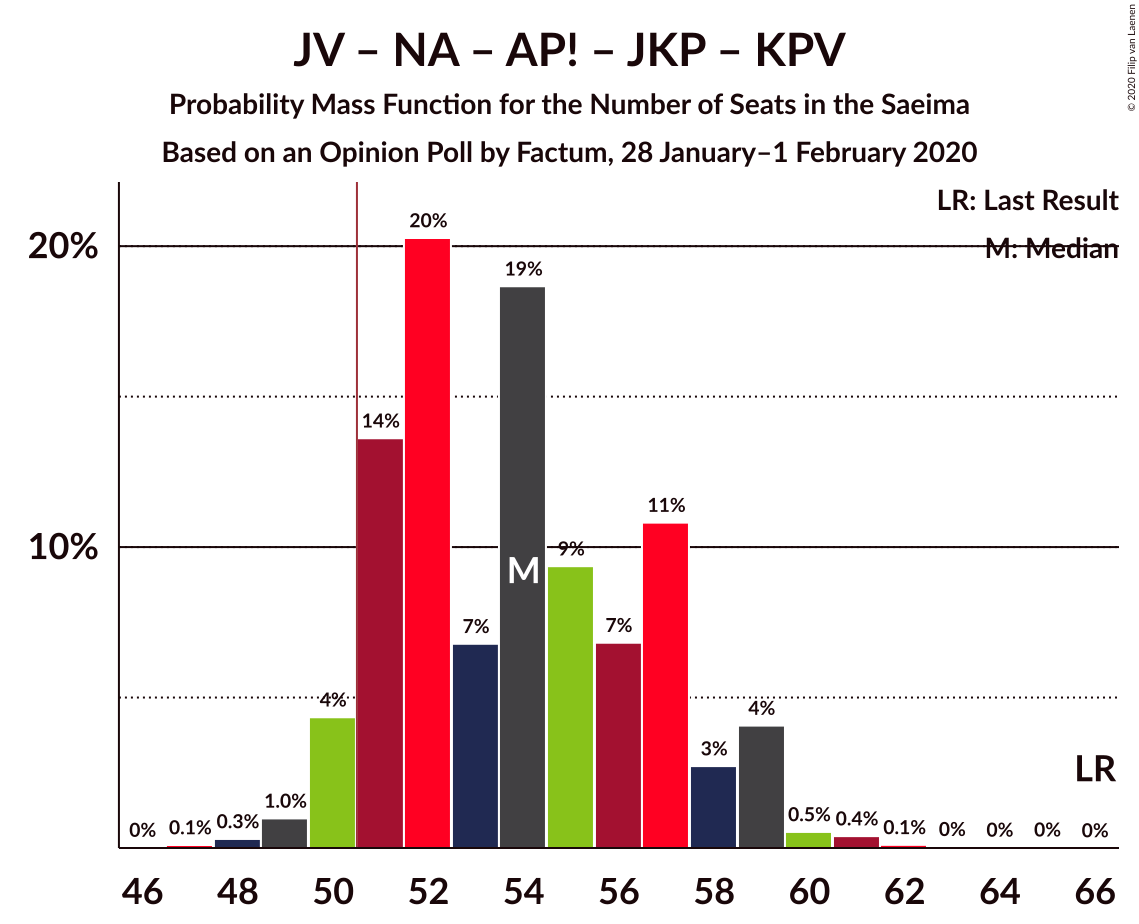 JV – NA – AP! – JKP – KPV
Probability Mass Function for the Number of Seats in the Saeima
Based on an Opinion Poll by Factum, 28 January–1 February 2020
© 2020 Filip van Laenen
LR: Last Result
M: Median
20%
10%
0%
0.1%
0.3%
1.0%
4%
14%
20%
7%
19%
9%
7%
11%
3%
4%
0.5%
0.4%
0.1%
0%
0%
0%
0%
M
LR
46 48 50 52 54 56 58 60 62 64 66